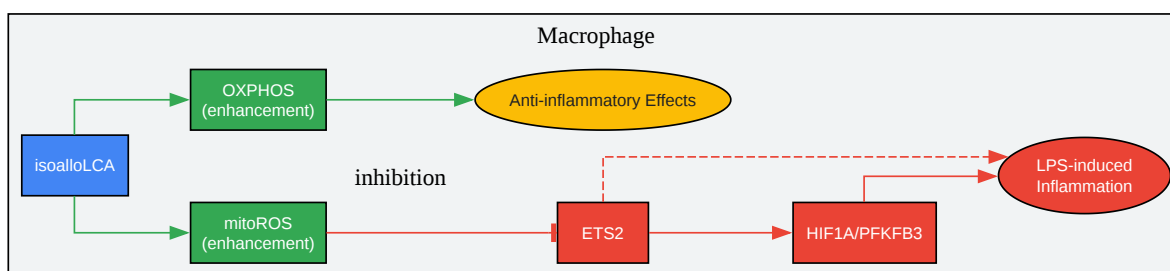 Macrophage
OXPHOS
(enhancement)
Anti-inflammatory Effects
isoalloLCA
inhibition
LPS-induced
Inflammation
mitoROS
(enhancement)
ETS2
HIF1A/PFKFB3